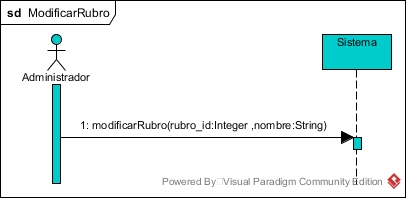 sd ModificarRubro
Sistema
Administrador
1: modificarRubro(rubro_id:Integer ,nombre:String)
Powered By Visual Paradigm Community Edition